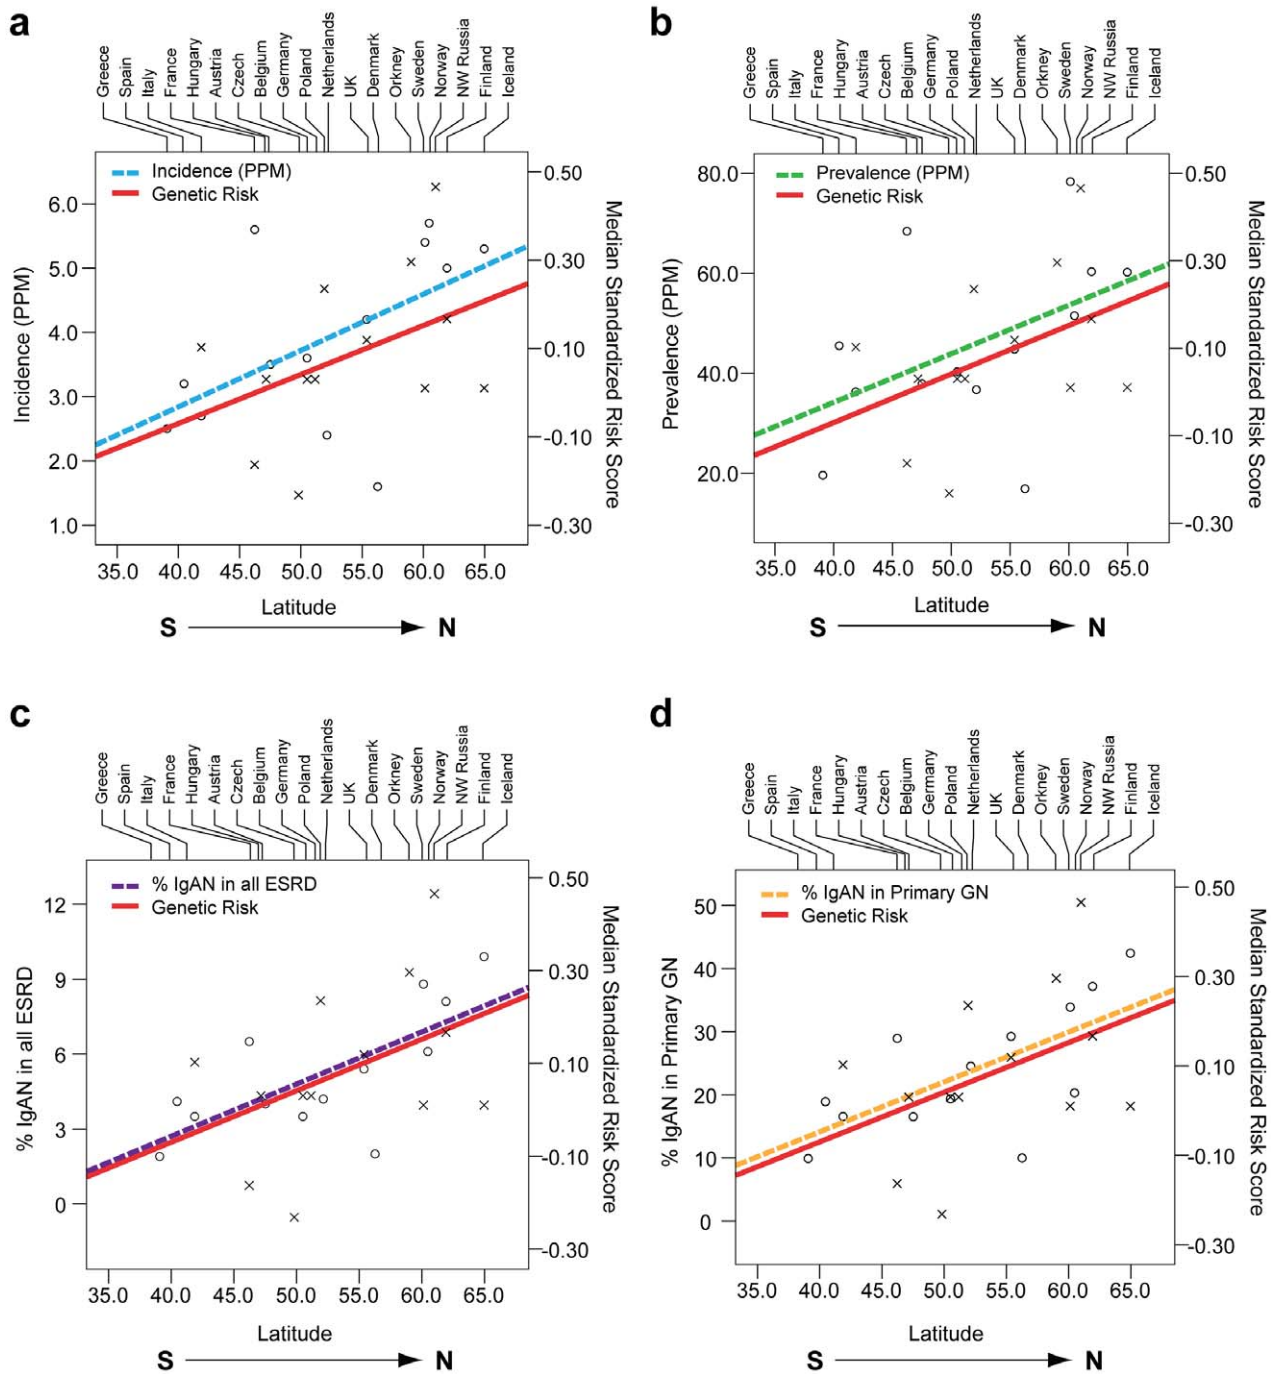 a
Greece
Spain
Italy
France
Hungary
Austria
Czech
Belgium
Germany
Poland
Netherlands
UK
Denmark
Orkney
Sweden
Norway
NW Russia
Finland
Iceland
Incidence (PPM)
Genetic Risk
6.0
5.0
4.0
3.0
2.0
1.0
Incidence (PPM)
0.50
0.30
0.10
-0.10
-0.30
Median Standardized Risk Score
35.0 40.0 45.0 50.0 55.0 60.0 65.0
Latitude
S N
b
Greece
Spain
Italy
France
Hungary
Austria
Czech
Belgium
Germany
Poland
Netherlands
UK
Denmark
Orkney
Sweden
Norway
NW Russia
Finland
Iceland
Prevalence (PPM)
Genetic Risk
80.0
60.0
40.0
20.0
Prevalence (PPM)
0.50
0.30
0.10
-0.10
-0.30
Median Standardized Risk Score
35.0 40.0 45.0 50.0 55.0 60.0 65.0
Latitude
S N
c
Greece
Spain
Italy
France
Hungary
Austria
Czech
Belgium
Germany
Poland
Netherlands
UK
Denmark
Orkney
Sweden
Norway
NW Russia
Finland
Iceland
% IgAN in all ESRD
Genetic Risk
12
9
6
3
0
% IgAN in all ESRD
0.50
0.30
0.10
-0.10
-0.30
Median Standardized Risk Score
35.0 40.0 45.0 50.0 55.0 60.0 65.0
Latitude
S N
d
Greece
Spain
Italy
France
Hungary
Austria
Czech
Belgium
Germany
Poland
Netherlands
UK
Denmark
Orkney
Sweden
Norway
NW Russia
Finland
Iceland
% IgAN in Primary GN
Genetic Risk
50
40
30
20
10
0
% IgAN in Primary GN
0.50
0.30
0.10
-0.10
-0.30
Median Standardized Risk Score
35.0 40.0 45.0 50.0 55.0 60.0 65.0
Latitude
S N